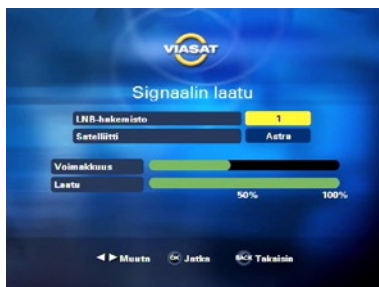 VIASAT
Signaalin laatu
LNB-hakemisto 1
Satelliitti Astra
Voimakkuus
Laatu
50% 100%
◄ ► Muuta OK Jatka BACK Takaisin